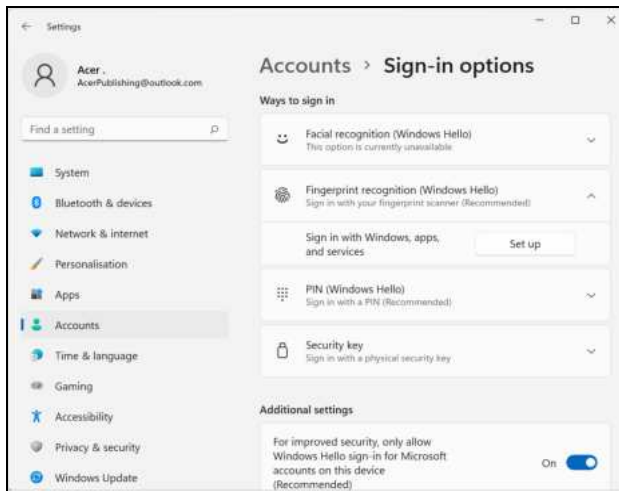 Settings
Acer .
AcerPublishing@outlook.com
Find a setting
System
Bluetooth & devices
Network & internet
Personalisation
Apps
Accounts
Time & language
Gaming
Accessibility
Privacy & security
Windows Update
Accounts > Sign-in options
Ways to sign in
Facial recognition (Windows Hello)
This option is currently unavailable
Fingerprint recognition (Windows Hello)
Sign in with your fingerprint scanner (Recommended)
Sign in with Windows, apps,
and services
Set up
PIN (Windows Hello)
Sign in with a PIN (Recommended)
Security key
Sign in with a physical security key
Additional settings
For improved security, only allow
Windows Hello sign-in for Microsoft
accounts on this device
(Recommended)
On